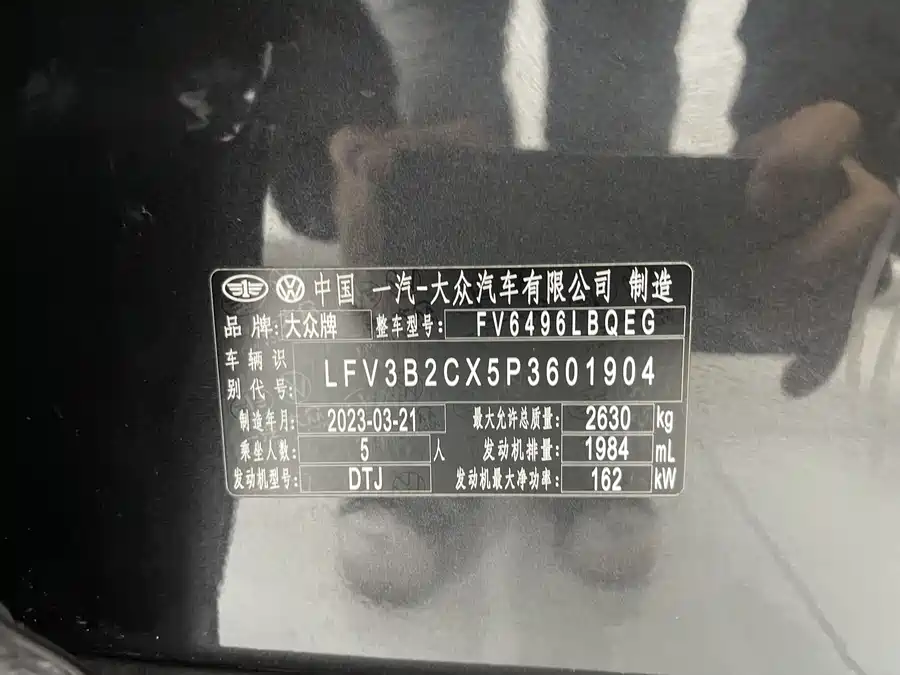 中国 一汽-大众汽车有限公司 制造
品牌: 大众牌 整车型号: FV6496LBQEG
车辆识别代号: LFV3B2CX5P3601904
制造年月: 2023-03-21 最大允许总质量: 2630 kg
乘坐人数: 5 人 发动机排量: 1984 mL
发动机型号: DTJ 发动机最大净功率: 162 kW